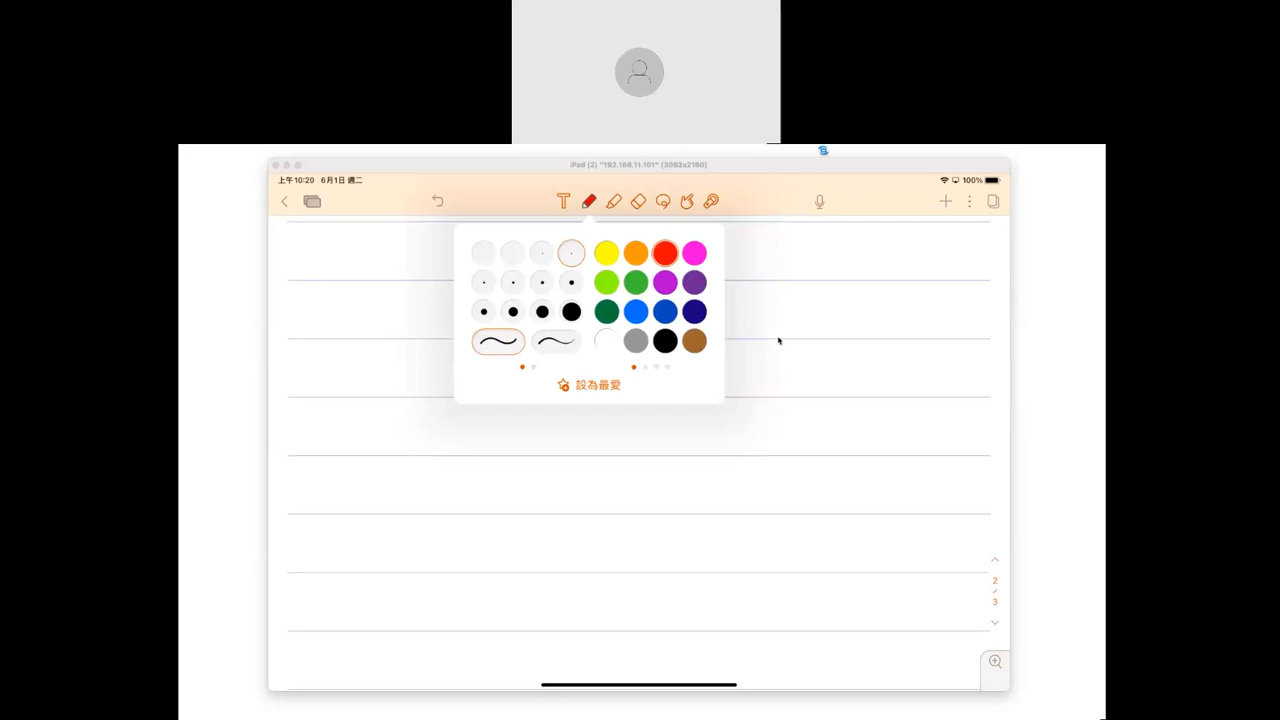 iPad (2) "192.168.11.101" (3092x2160)
上午10:20 6月1日 週二
100%
T
設為最愛
2
3